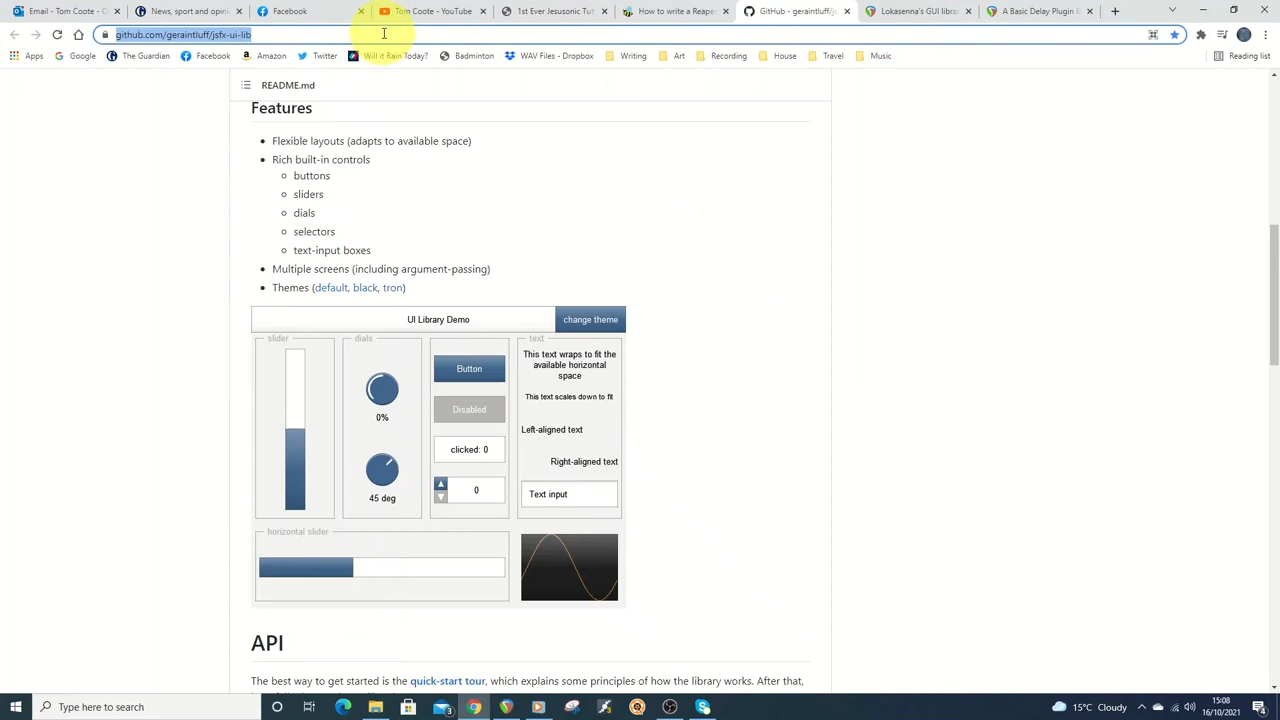 Email - Tom Coote - O
News, sport and opini
Facebook
Tom Coote - YouTube
1st Ever Jesusonic Tuto
How to write a Reaper
GitHub - geraintluff/js
Lokasenna's GUI librar
A Basic Delay Plugin E
github.com/geraintluff/jsfx-ui-lib
Apps
Google
The Guardian
Facebook
Amazon
Twitter
Will it Rain Today?
Badminton
WAV Files - Dropbox
Writing
Art
Recording
House
Travel
Music
Reading list
README.md
Features
Flexible layouts (adapts to available space)
Rich built-in controls
buttons
sliders
dials
selectors
text-input boxes
Multiple screens (including argument-passing)
Themes (default, black, tron)
UI Library Demo
change theme
slider
dials
text
This text wraps to fit the
available horizontal
space
Button
This text scales down to fit
Disabled
0%
Left-aligned text
clicked: 0
Right-aligned text
0
Text input
45 deg
horizontal slider
API
The best way to get started is the quick-start tour, which explains some principles of how the library works. After that,
Type here to search
3
15°C Cloudy
15:08
16/10/2021